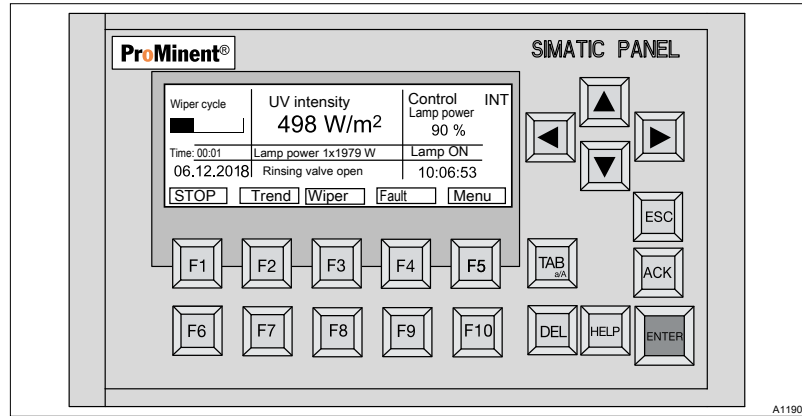 ProMinent®
SIMATIC PANEL
Wiper cycle
UV intensity
498 W/m2
Control INT
Lamp power
90 %
Time: 00:01 Lamp power 1x1979 W Lamp ON
06.12.2018 Rinsing valve open 10:06:53
STOP Trend Wiper Fault Menu
ESC
F1 F2 F3 F4 F5 TAB a/A ACK
F6 F7 F8 F9 F10 DEL HELP ENTER
A1190